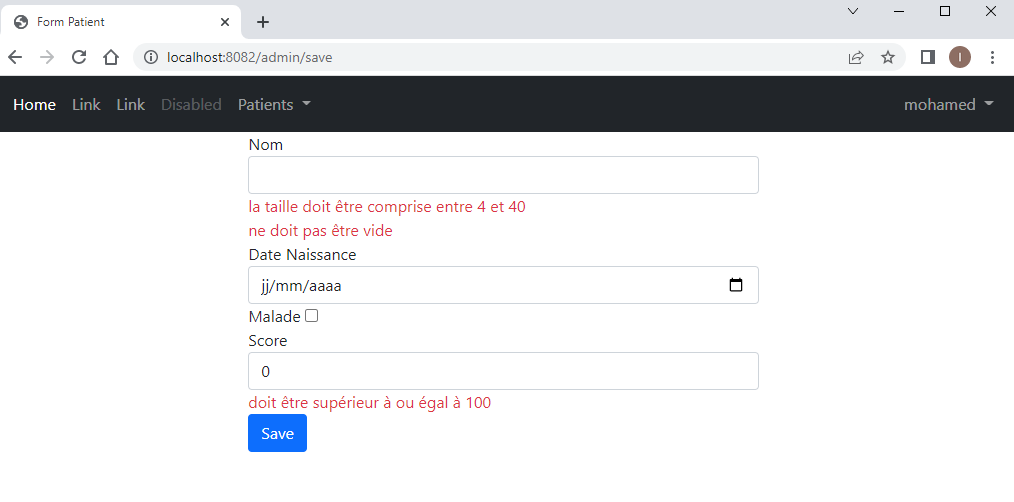 Form Patient
localhost:8082/admin/save
I
Home Link Link Disabled Patients mohamed
Nom
la taille doit être comprise entre 4 et 40
ne doit pas être vide
Date Naissance
jj/mm/aaaa
Malade
Score
0
doit être supérieur à ou égal à 100
Save